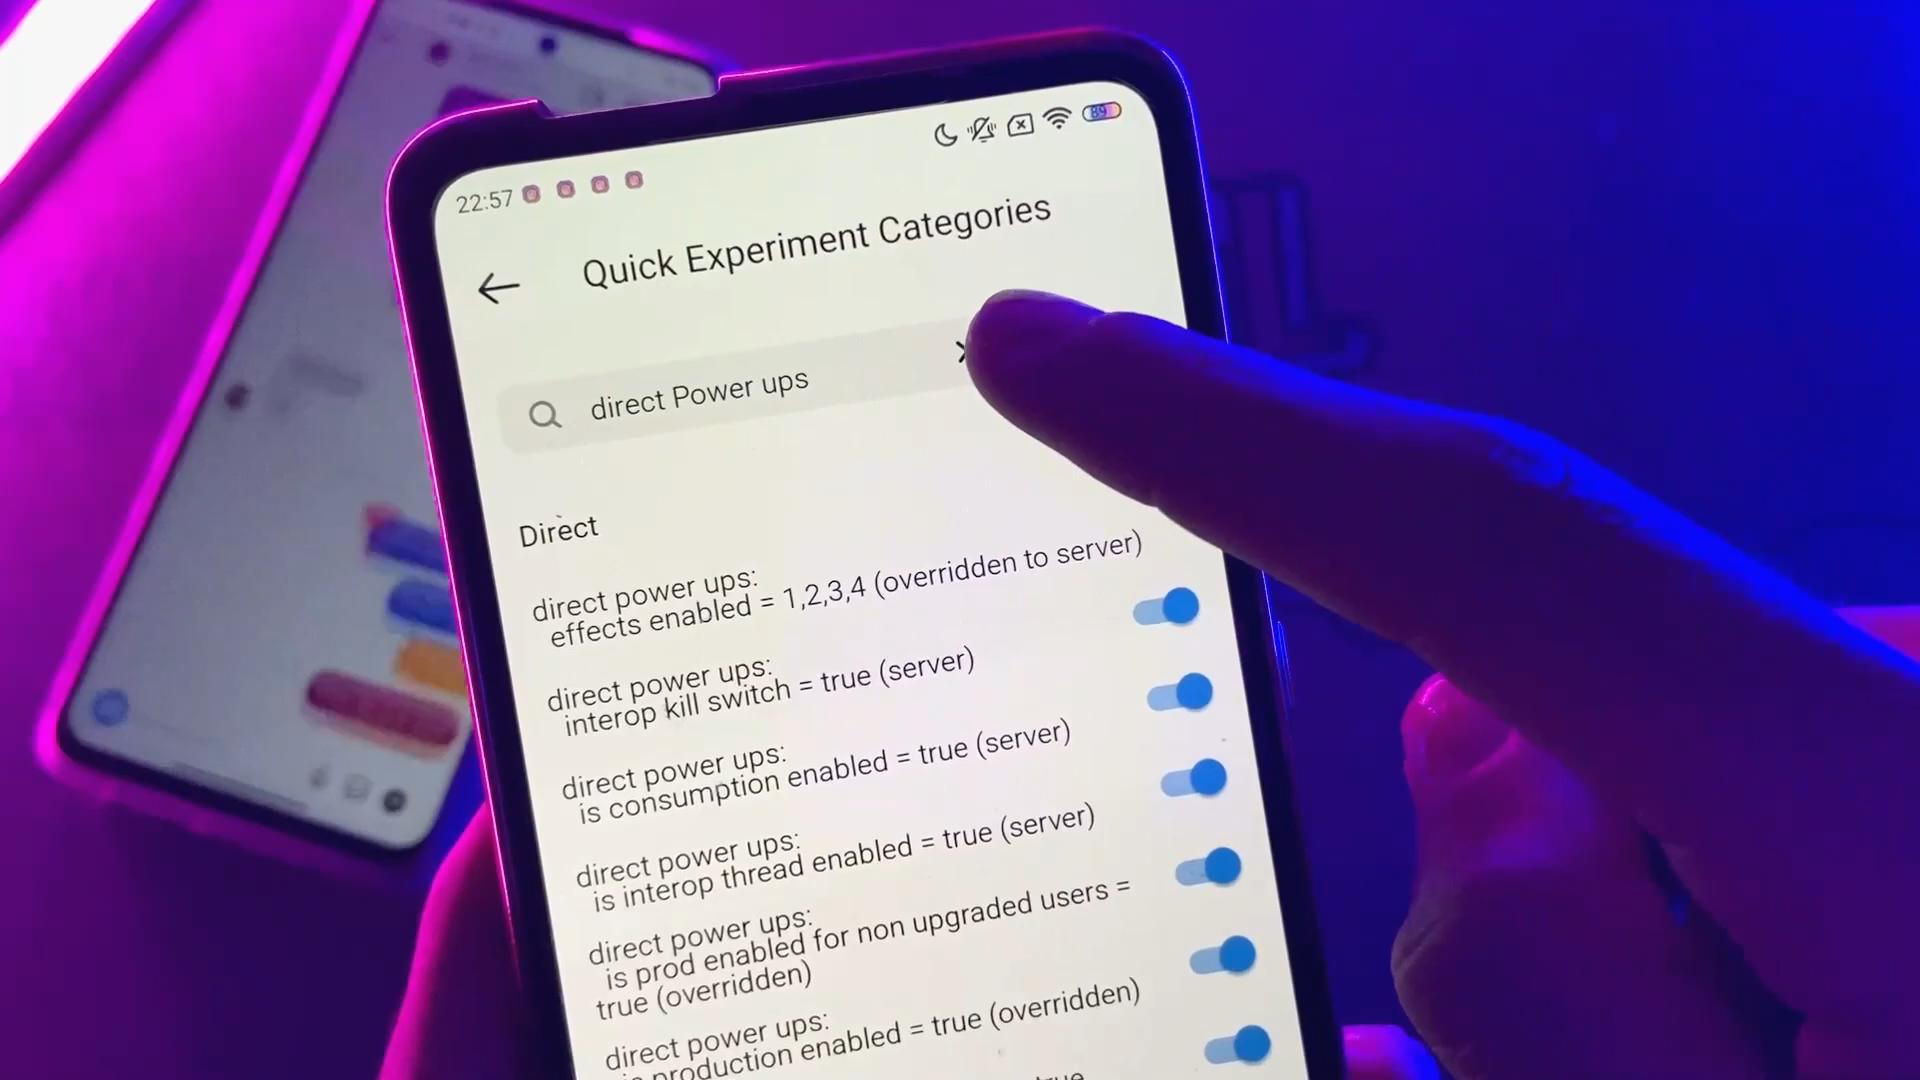 22:57
89
Quick Experiment Categories
direct Power ups
Direct
direct power ups:
effects enabled = 1,2,3,4 (overridden to server)
direct power ups:
interop kill switch = true (server)
direct power ups:
is consumption enabled = true (server)
direct power ups:
is interop thread enabled = true (server)
direct power ups:
is prod enabled for non upgraded users =
true (overridden)
direct power ups:
is production enabled = true (overridden)
true